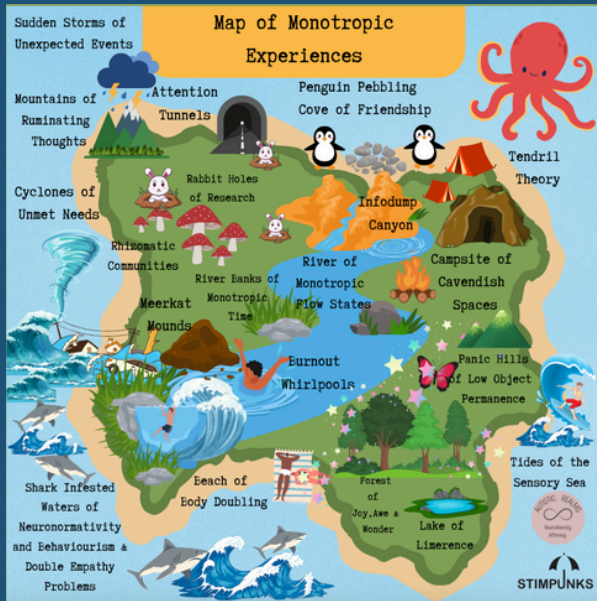 Map of Monotropic
Experiences
Sudden Storms of
Unexpected Events
Mountains of
Ruminating
Thoughts
Attention
Tunnels
Penguin Pebbling
Cove of Friendship
Tendril
Theory
Cyclones of
Unmet Needs
Rabbit Holes
of Research
Infodump
Canyon
Rhizomatic
Communities
River Banks of
Monotropic
Time
River of
Monotropic
Flow States
Campsite of
Cavendish
Spaces
Meerkat
Mounds
Burnout
Whirlpools
Panic Hills
of Low Object
Permanence
Tides of the
Sensory Sea
Shark Infested
Waters of
Neuronormativity
and Behaviourism &
Double Empathy
Problems
Beach of
Body Doubling
Forest
of
Joy,Awe &
Wonder
Lake of
Limerence
AUTISTIC REALMS
Neurodiversity
Affirming
STIMPUNKS